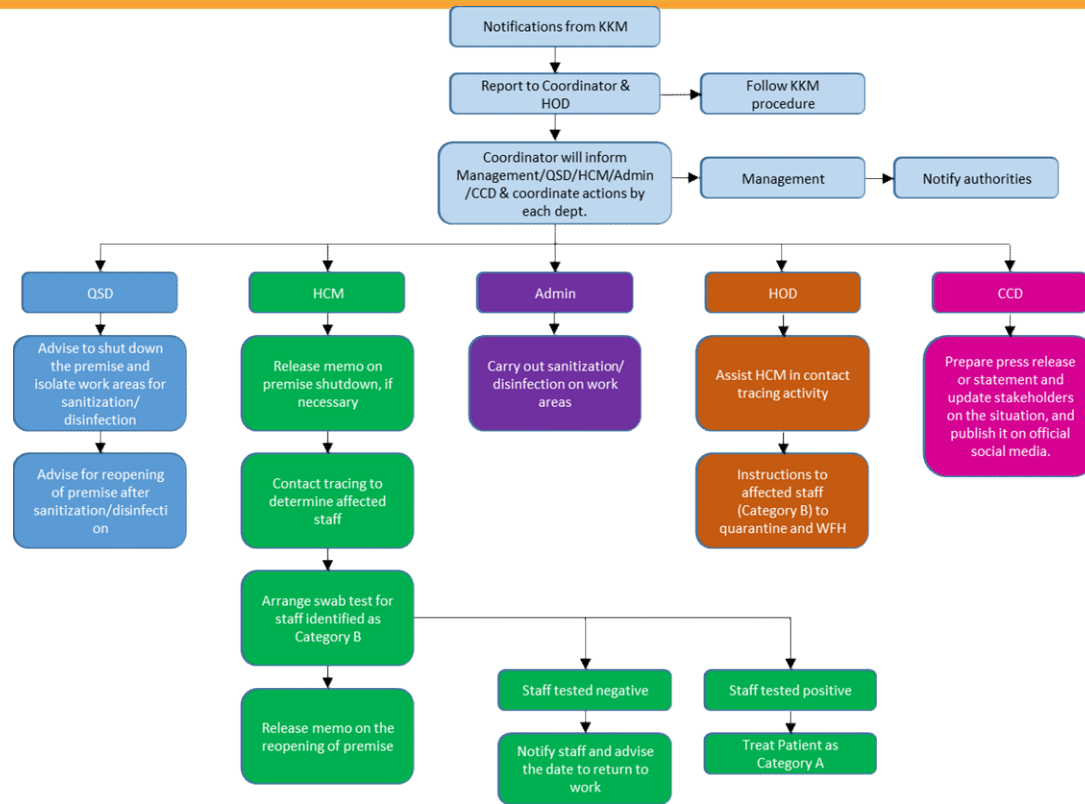 Notifications from KKM
Report to Coordinator &
HOD
Follow KKM
procedure
Coordinator will inform
Management/QSD/HCM/Admin
/CCD & coordinate actions by
each dept.
Management
Notify authorities
QSD
HCM
Admin
HOD
CCD
Advise to shut down
the premise and
isolate work areas for
sanitization/
disinfection
Release memo on
premise shutdown, if
necessary
Carry out sanitization/
disinfection on work
areas
Assist HCM in contact
tracing activity
Prepare press release
or statement and
update stakeholders
on the situation, and
publish it on official
social media.
Advise for reopening
of premise after
sanitization/disinfecti
on
Contact tracing to
determine affected
staff
Instructions to
affected staff
(Category B) to
quarantine and WFH
Arrange swab test for
staff identified as
Category B
Staff tested negative
Staff tested positive
Release memo on the
reopening of premise
Notify staff and advise
the date to return to
work
Treat Patient as
Category A